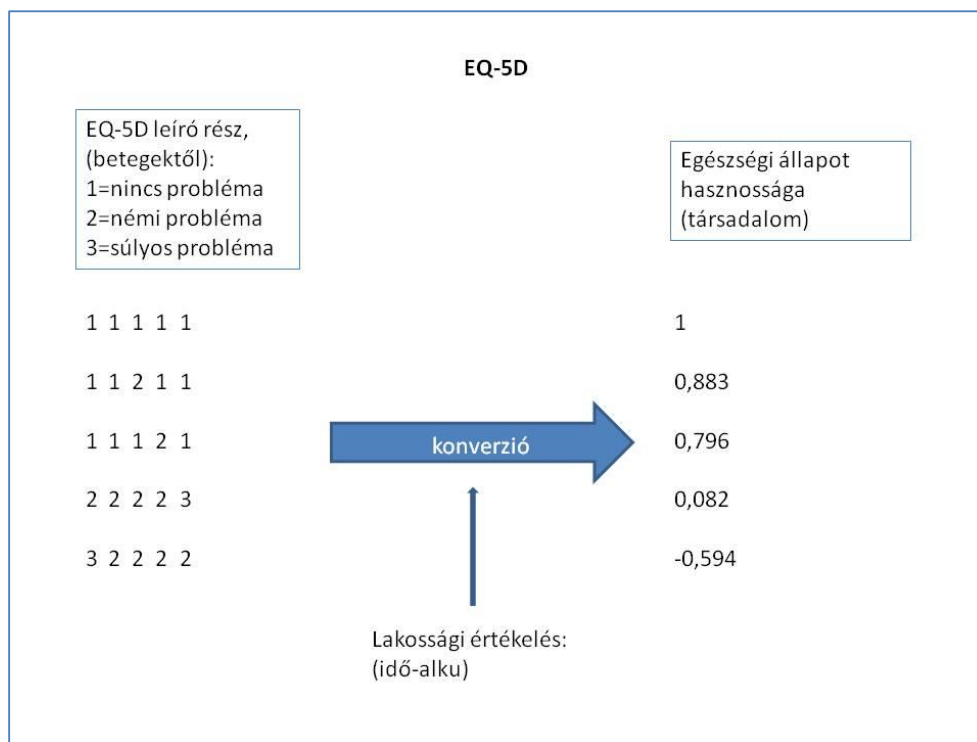 EQ-5D
EQ-5D leíró rész,
(betegektől):
1=nincs probléma
2=némi probléma
3=súlyos probléma
Egészségi állapot
hasznossága
(társadalom)
1 1 1 1 1
1
1 1 2 1 1
0,883
1 1 1 2 1
konverzió
0,796
2 2 2 2 3
0,082
3 2 2 2 2
-0,594
Lakossági értékelés:
(idő-alku)